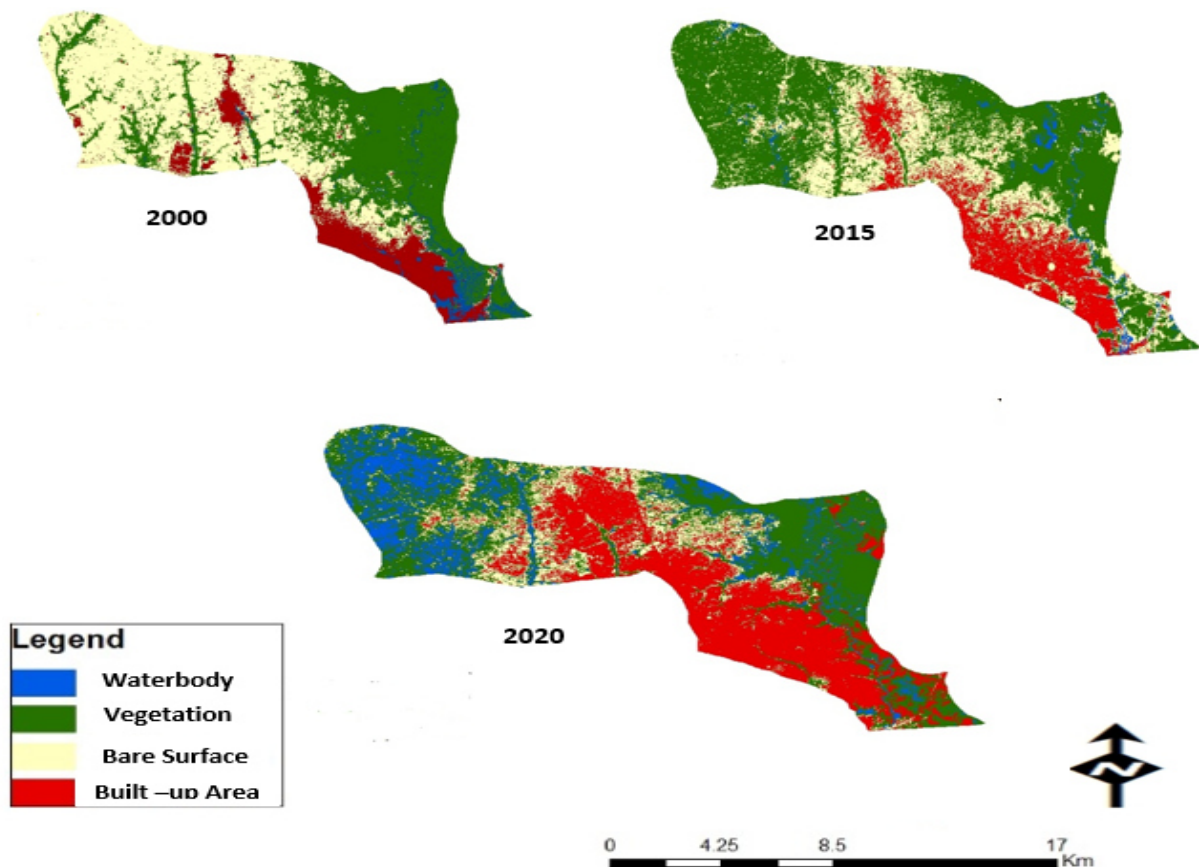 2000
2015
2020
Legend
Waterbody
Vegetation
Bare Surface
Built –up Area
N
0 4.25 8.5 17
Km